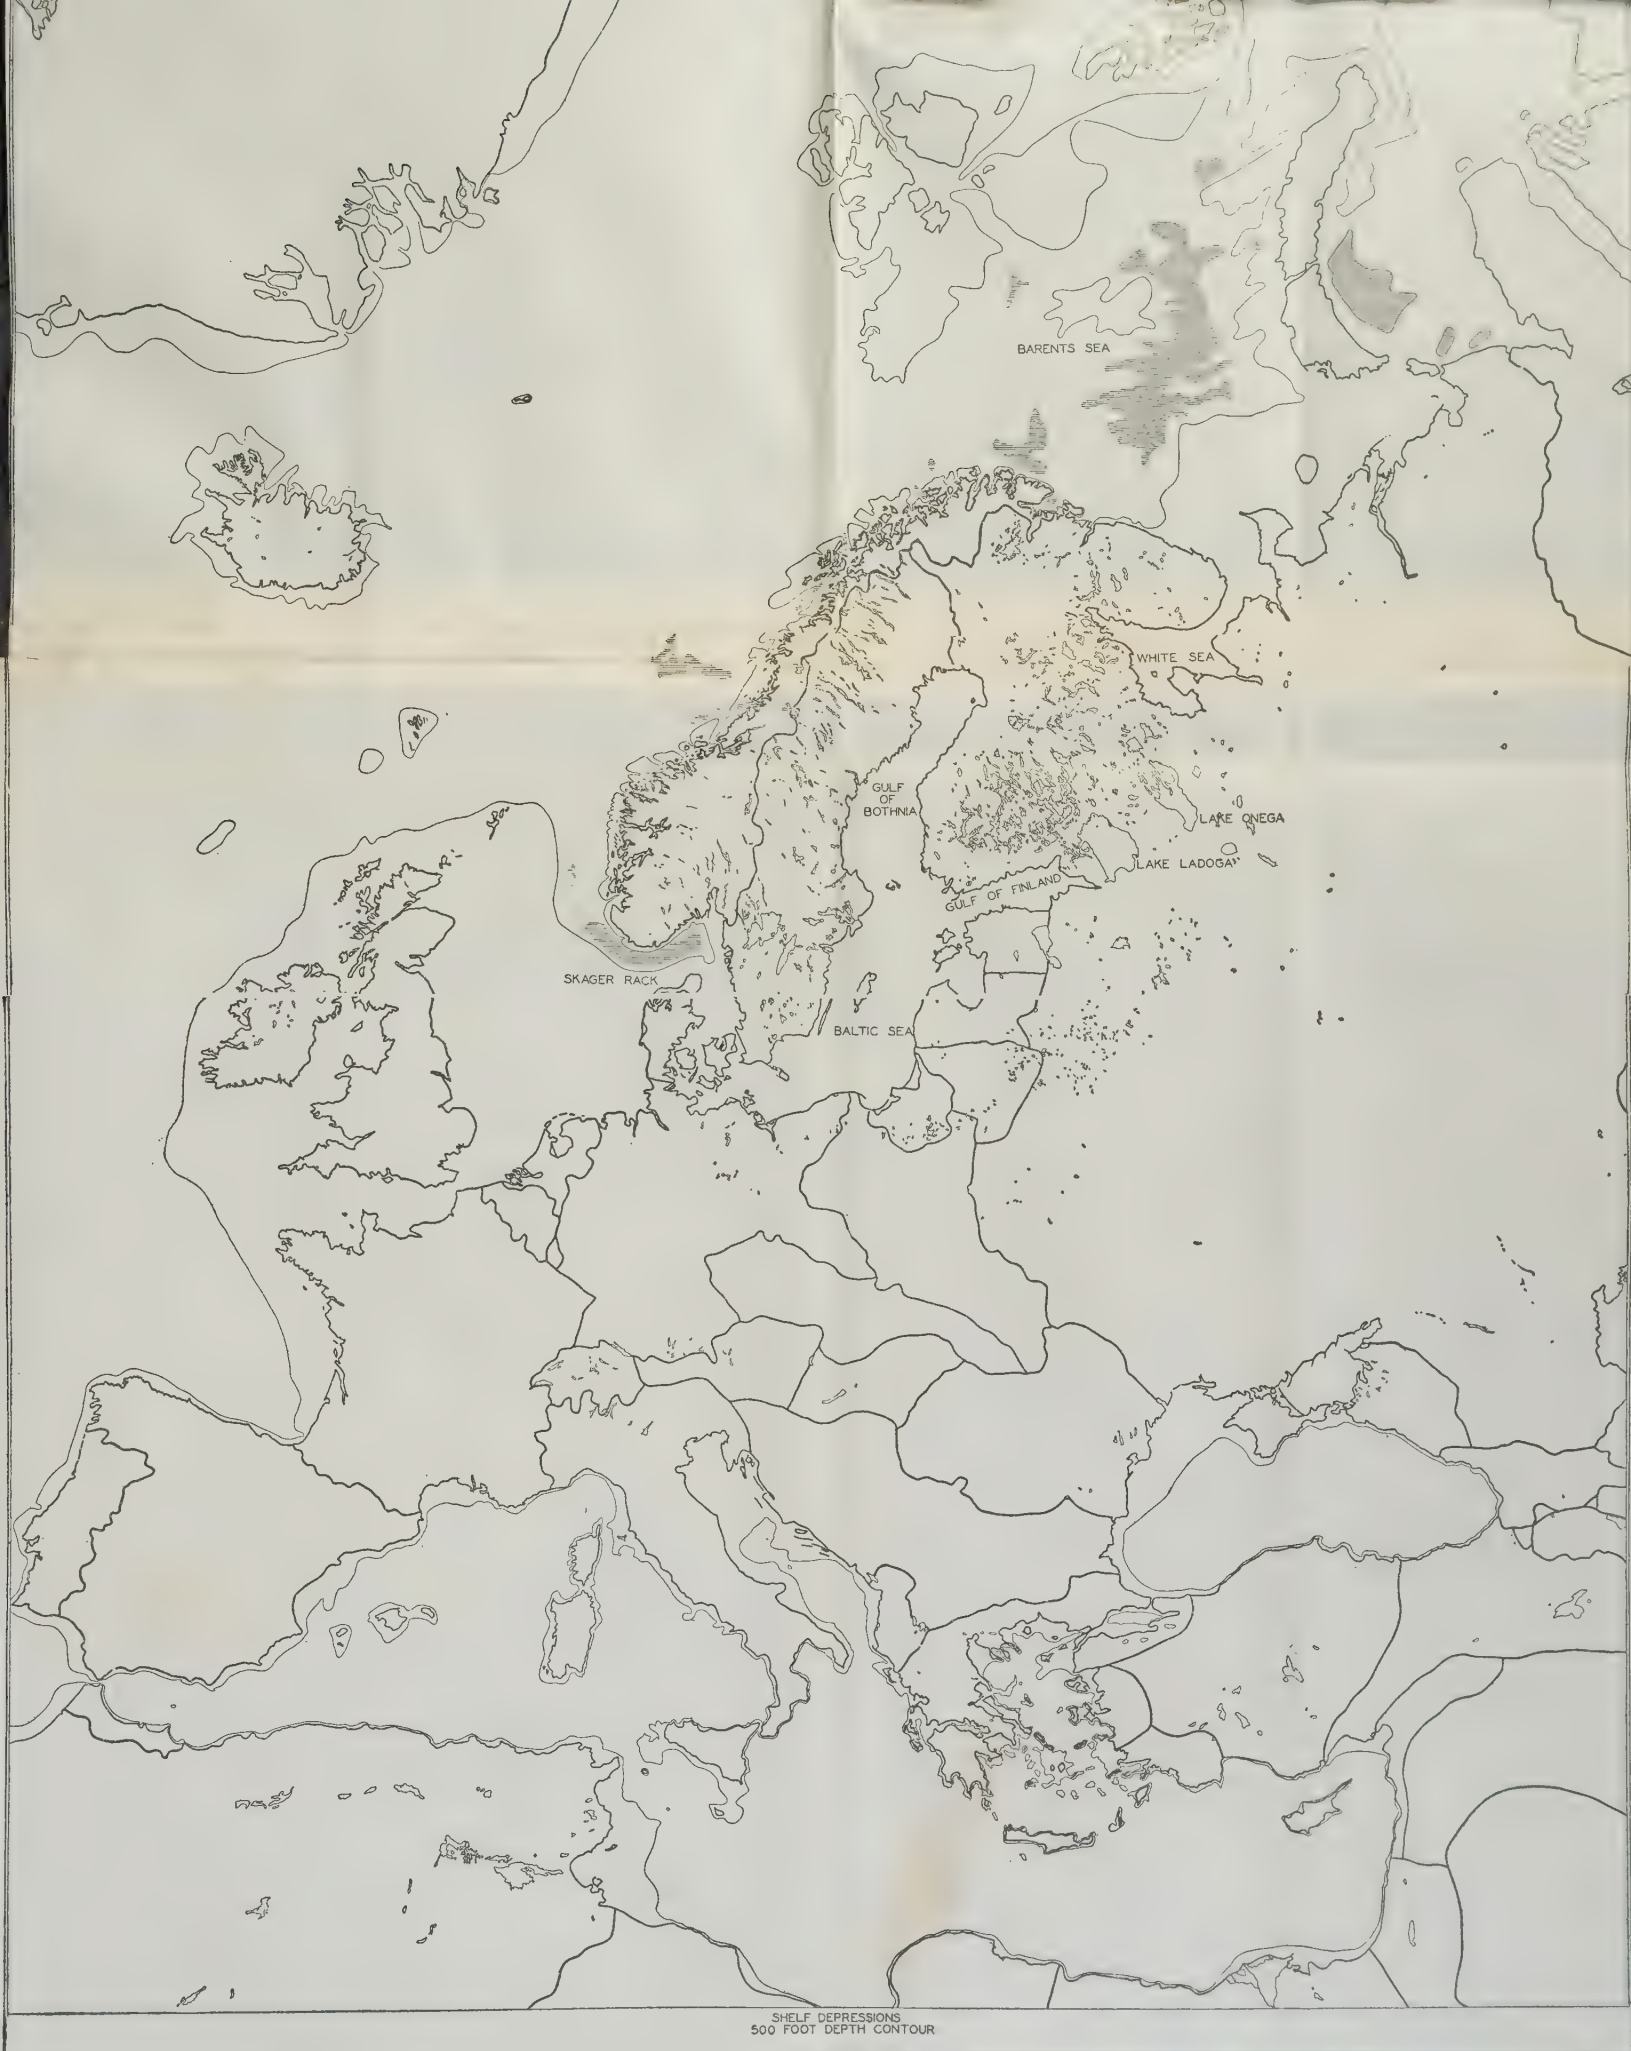 BARENTS SEA
WHITE SEA
GULF
OF
BOTHNIA
LAKE ONEGA
LAKE LADOGA
GULF OF FINLAND
SKAGER RACK
BALTIC SEA
SHELF DEPRESSIONS
500 FOOT DEPTH CONTOUR